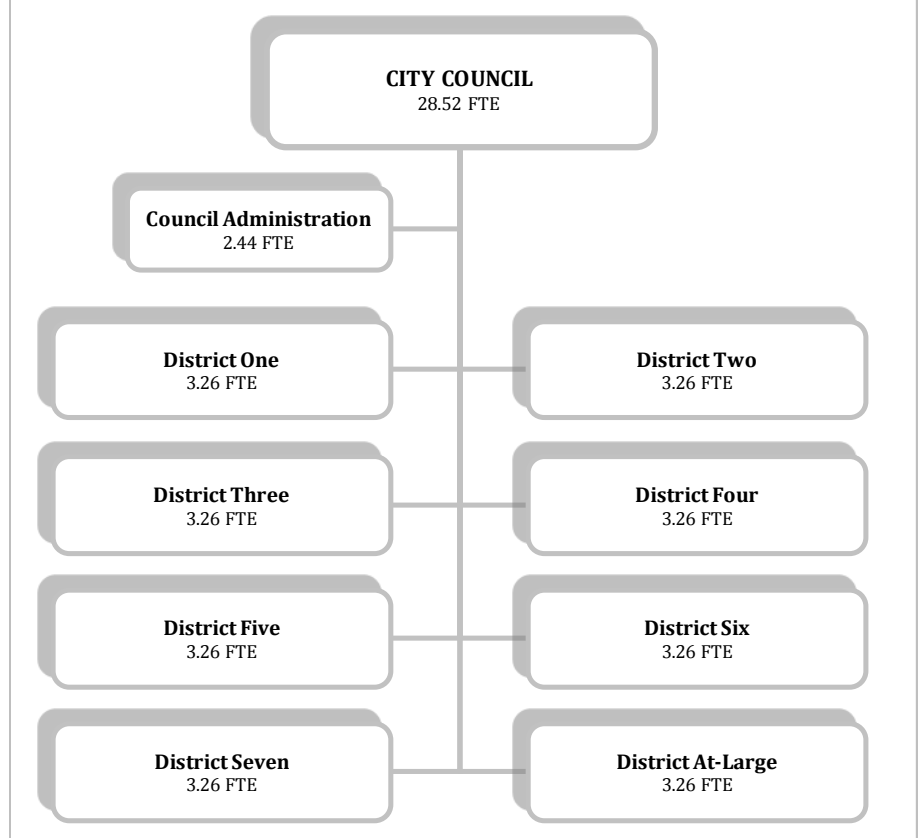 CITY COUNCIL
28.52 FTE
Council Administration
2.44 FTE
District One
3.26 FTE
District Two
3.26 FTE
District Three
3.26 FTE
District Four
3.26 FTE
District Five
3.26 FTE
District Six
3.26 FTE
District Seven
3.26 FTE
District At-Large
3.26 FTE